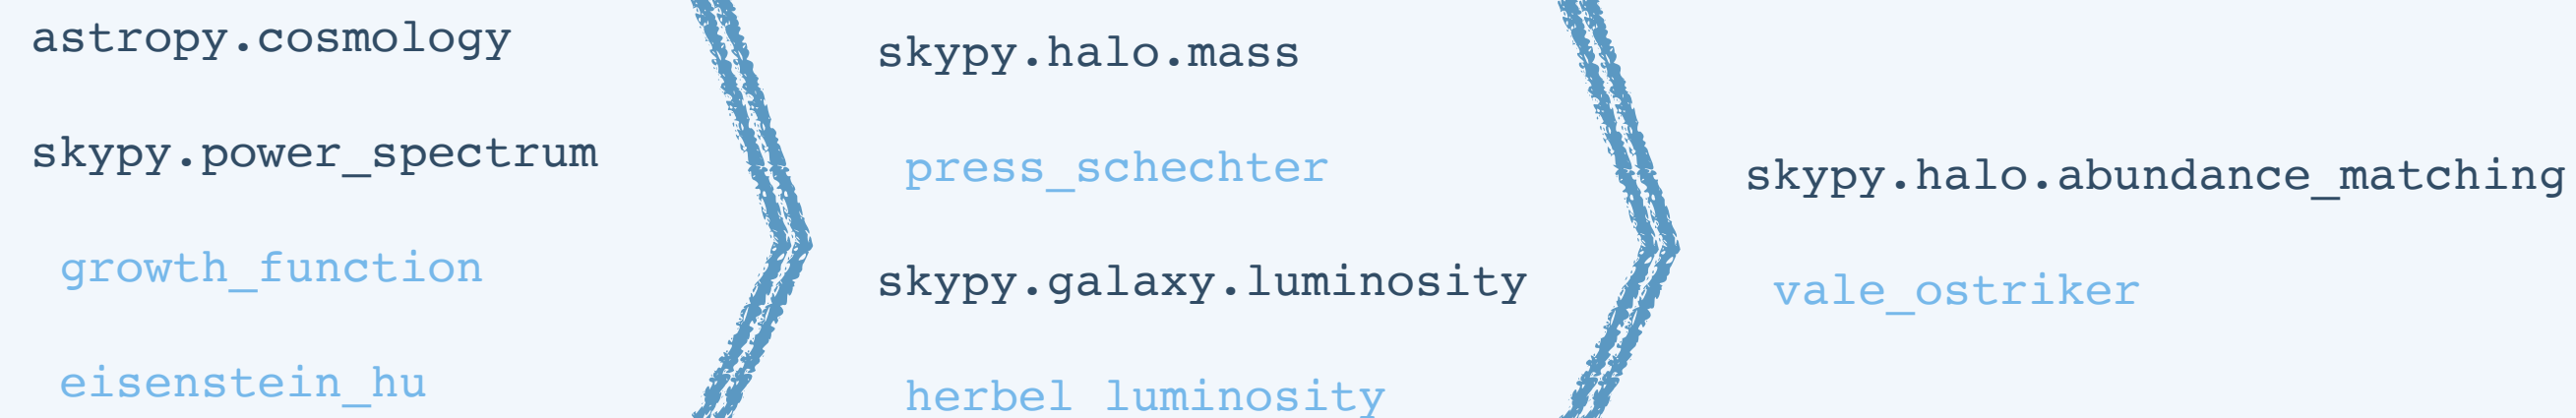 astropy.cosmology
skypy.power_spectrum
growth_function
eisenstein_hu
skypy.halo.mass
press_schechter
skypy.galaxy.luminosity
herbel_luminosity
skypy.halo.abundance_matching
vale_ostriker